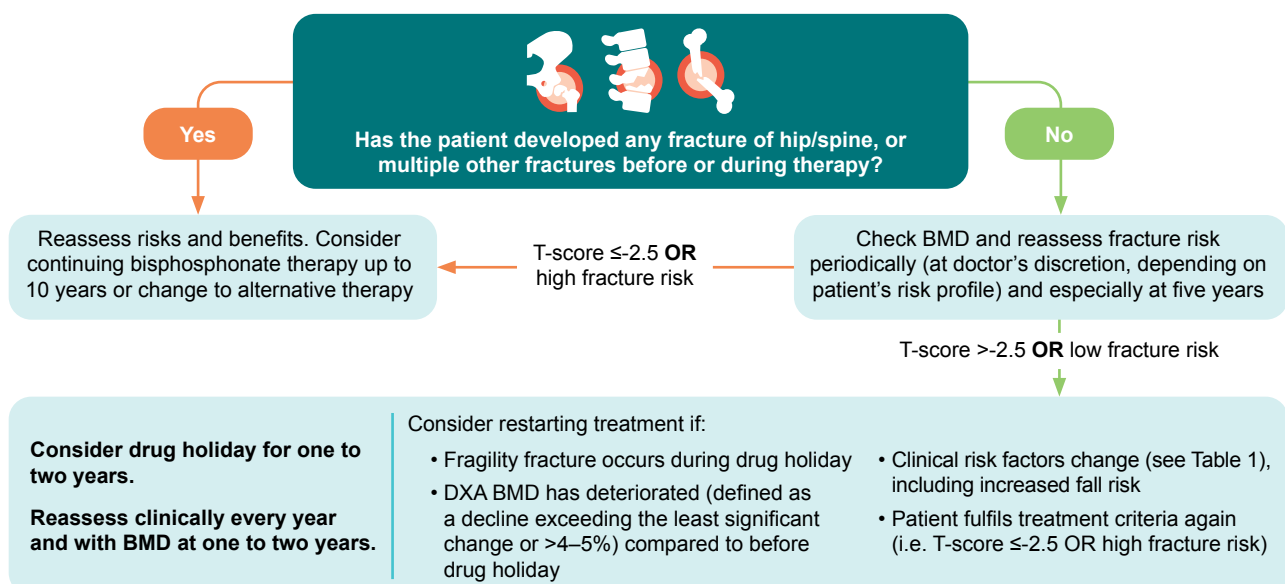 Has the patient developed any fracture of hip/spine, or
multiple other fractures before or during therapy?
Yes
No
Reassess risks and benefits. Consider
continuing bisphosphonate therapy up to
10 years or change to alternative therapy
T-score ≤-2.5 OR
high fracture risk
Check BMD and reassess fracture risk
periodically (at doctor’s discretion, depending on
patient’s risk profile) and especially at five years
T-score >-2.5 OR low fracture risk
Consider drug holiday for one to
two years.
Reassess clinically every year
and with BMD at one to two years.
Consider restarting treatment if:
• Fragility fracture occurs during drug holiday
• DXA BMD has deteriorated (defined as
a decline exceeding the least significant
change or >4–5%) compared to before
drug holiday
• Clinical risk factors change (see Table 1),
including increased fall risk
• Patient fulfils treatment criteria again
(i.e. T-score ≤-2.5 OR high fracture risk)